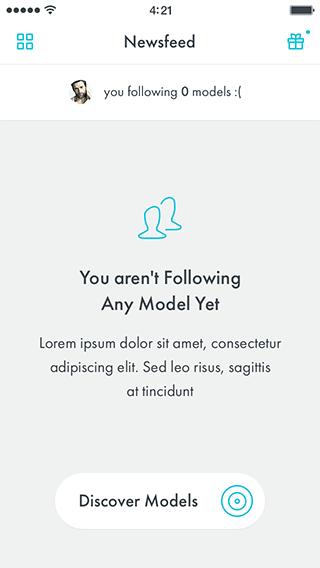 4:21
Newsfeed
you following 0 models :(
You aren't Following
Any Model Yet
Lorem ipsum dolor sit amet, consectetur
adipiscing elit. Sed leo risus, sagittis
at tincidunt
Discover Models